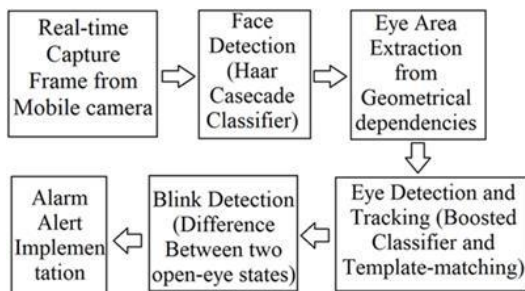 Real-time
Capture
Frame from
Mobile camera
Face
Detection
(Haar
Casecade
Classifier)
Eye Area
Extraction
from
Geometrical
dependencies
Eye Detection and
Tracking (Boosted
Classifier and
Template-matching)
Blink Detection
(Difference
Between two
open-eye states)
Alarm
Alert
Implemen
tation